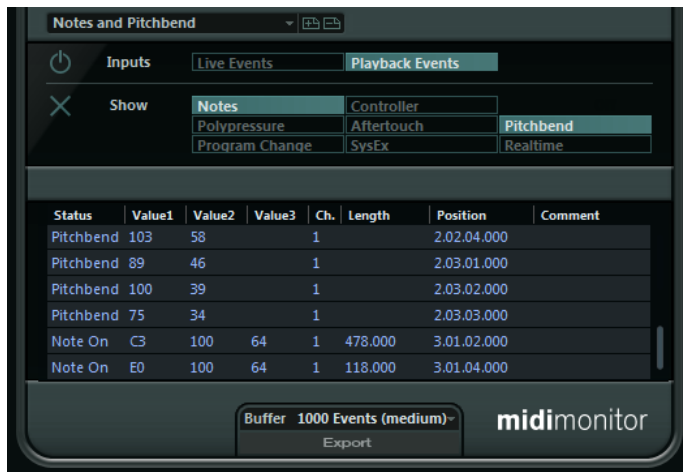 Notes and Pitchbend
Inputs Live Events Playback Events
Show Notes Controller
Polypressure Aftertouch Pitchbend
Program Change SysEx Realtime
Status Value1 Value2 Value3 Ch. Length Position Comment
Pitchbend 103 58 1 2.02.04.000
Pitchbend 89 46 1 2.03.01.000
Pitchbend 100 39 1 2.03.02.000
Pitchbend 75 34 1 2.03.03.000
Note On C3 100 64 1 478.000 3.01.02.000
Note On E0 100 64 1 118.000 3.01.04.000
Buffer 1000 Events (medium)
Export
midimonitor